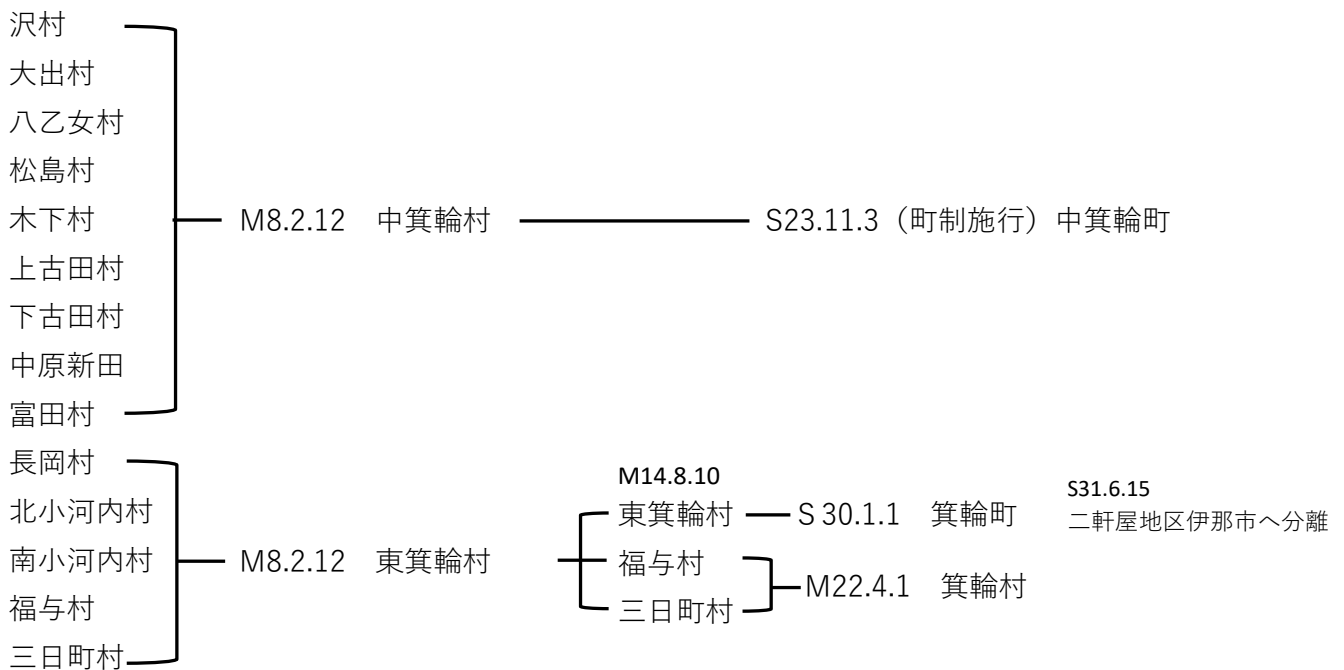 沢村
大出村
八乙女村
松島村
木下村
上古田村
下古田村
中原新田
富田村
M8.2.12　中箕輪村
S23.11.3（町制施行）中箕輪町
長岡村
北小河内村
南小河内村
福与村
三日町村
M8.2.12　東箕輪村
M14.8.10
東箕輪村
福与村
三日町村
S 30.1.1　箕輪町
M22.4.1　箕輪村
S31.6.15
二軒屋地区伊那市へ分離